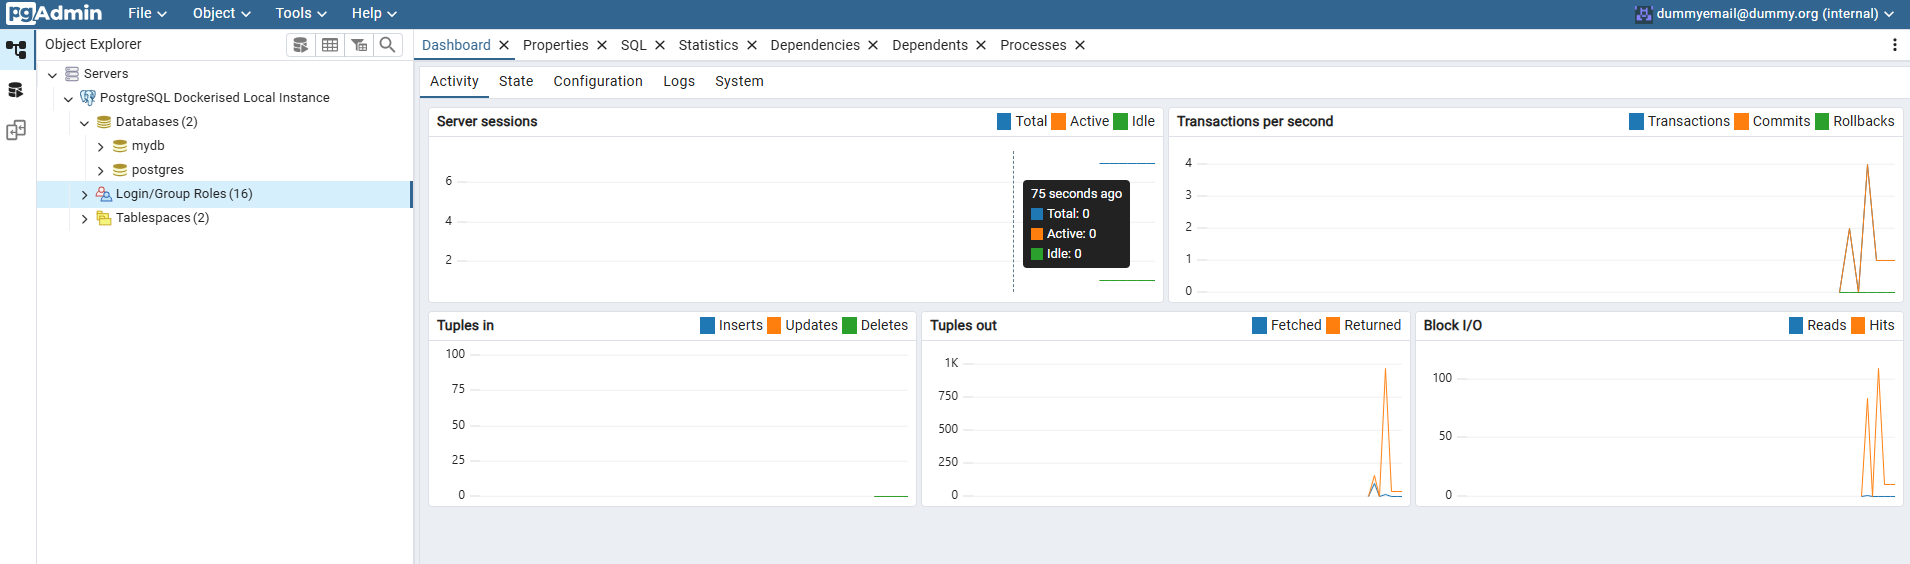 pgAdmin File Object Tools Help dummyemail@dummy.org (internal)
Object Explorer
Servers
PostgreSQL Dockerised Local Instance
Databases (2)
mydb
postgres
Login/Group Roles (16)
Tablespaces (2)
Dashboard Properties SQL Statistics Dependencies Dependents Processes
Activity State Configuration Logs System
Server sessions Total Active Idle
6
4
2
75 seconds ago
Total: 0
Active: 0
Idle: 0
Transactions per second Transactions Commits Rollbacks
4
3
2
1
0
Tuples in Inserts Updates Deletes
100
75
50
25
0
Tuples out Fetched Returned
1K
750
500
250
0
Block I/O Reads Hits
100
50
0